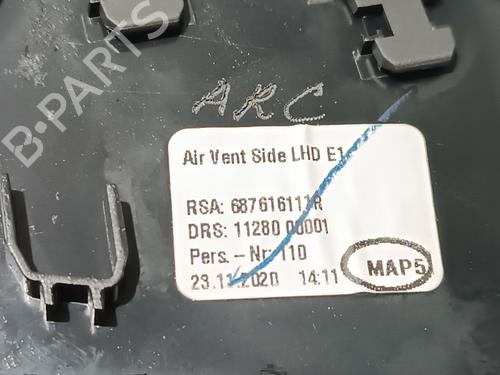 B-PARTS
ARC
Air Vent Side LHD E1
RSA: 687616111R
DRS: 11280 00001
Pers. - Nr: 110
23.11.2020 14:11
MAP5